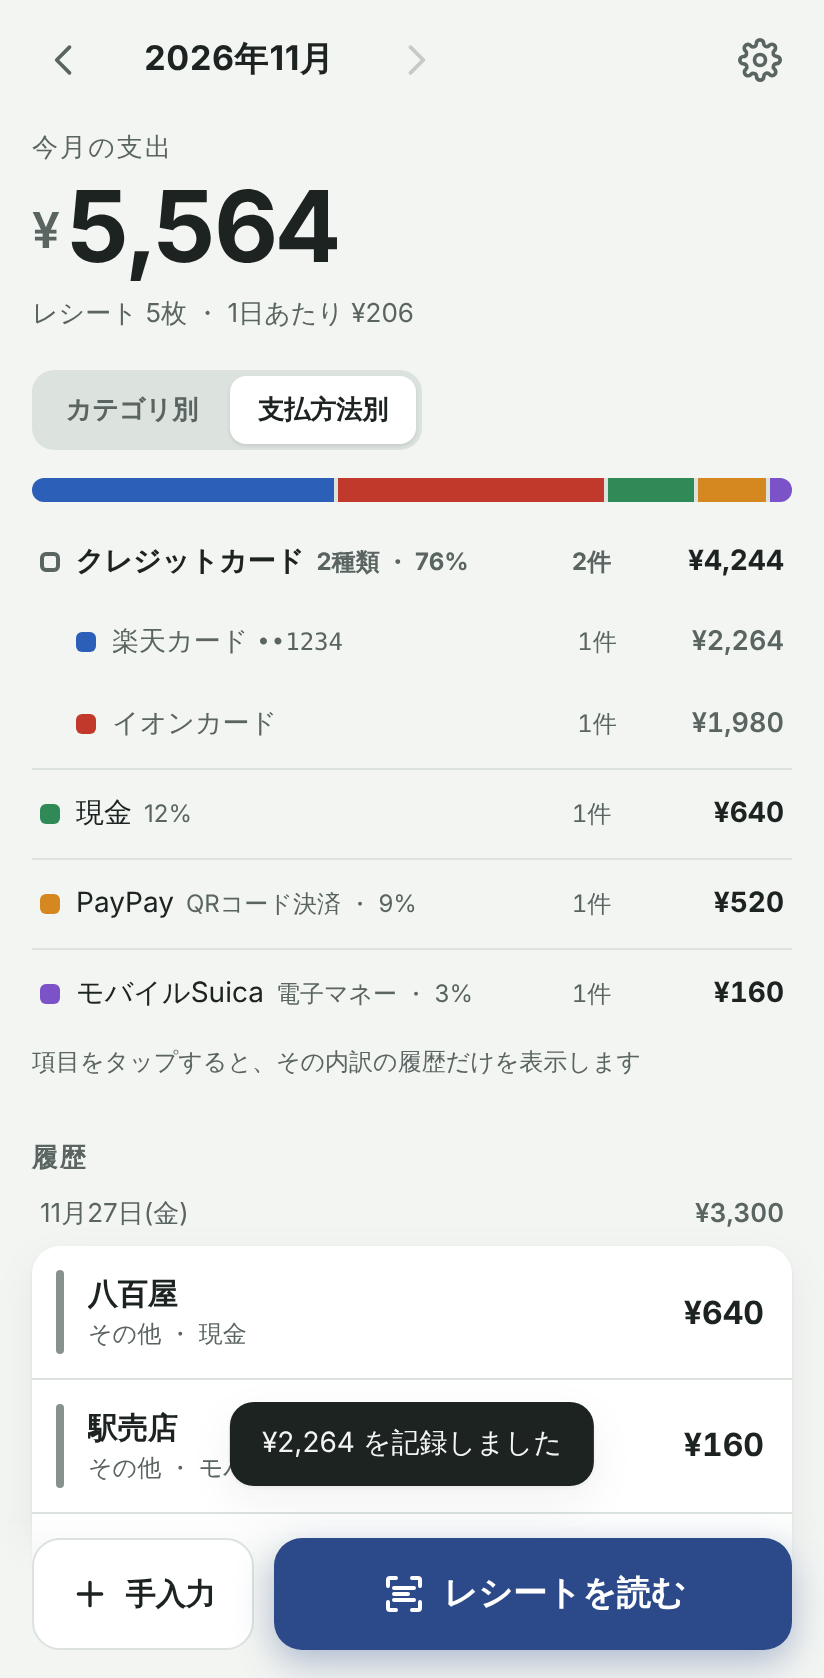 2026年11月
今月の支出
¥5,564
レシート 5枚 ・ 1日あたり ¥206
カテゴリ別 支払方法別
クレジットカード 2種類 ・ 76% 2件 ¥4,244
楽天カード ••1234 1件 ¥2,264
イオンカード 1件 ¥1,980
現金 12% 1件 ¥640
PayPay QRコード決済 ・ 9% 1件 ¥520
モバイルSuica 電子マネー ・ 3% 1件 ¥160
項目をタップすると、その内訳の履歴だけを表示します
履歴
11月27日(金) ¥3,300
八百屋 ¥640
その他 ・ 現金
駅売店 ¥160
その他 ・ モ
¥2,264 を記録しました
手入力 レシートを読む